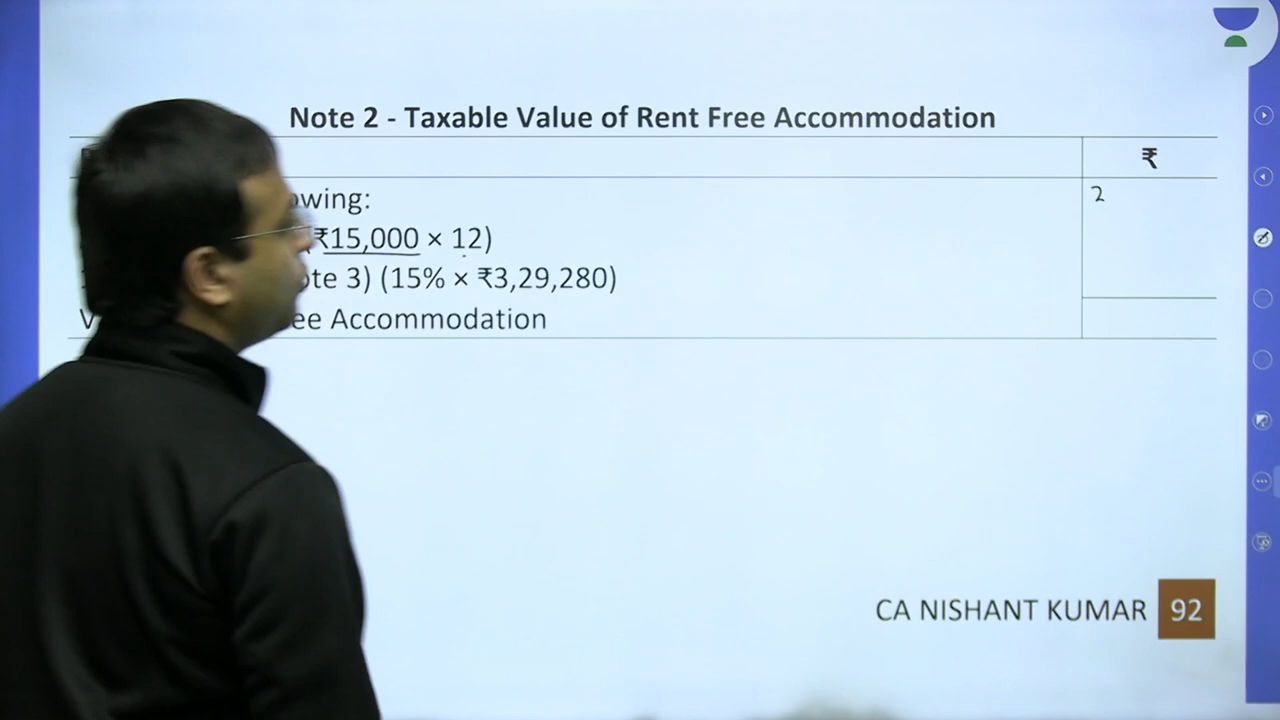 Note 2 - Taxable Value of Rent Free Accommodation
₹
owing:
2
(₹15,000 × 12)
ote 3) (15% × ₹3,29,280)
ee Accommodation
CA NISHANT KUMAR 92